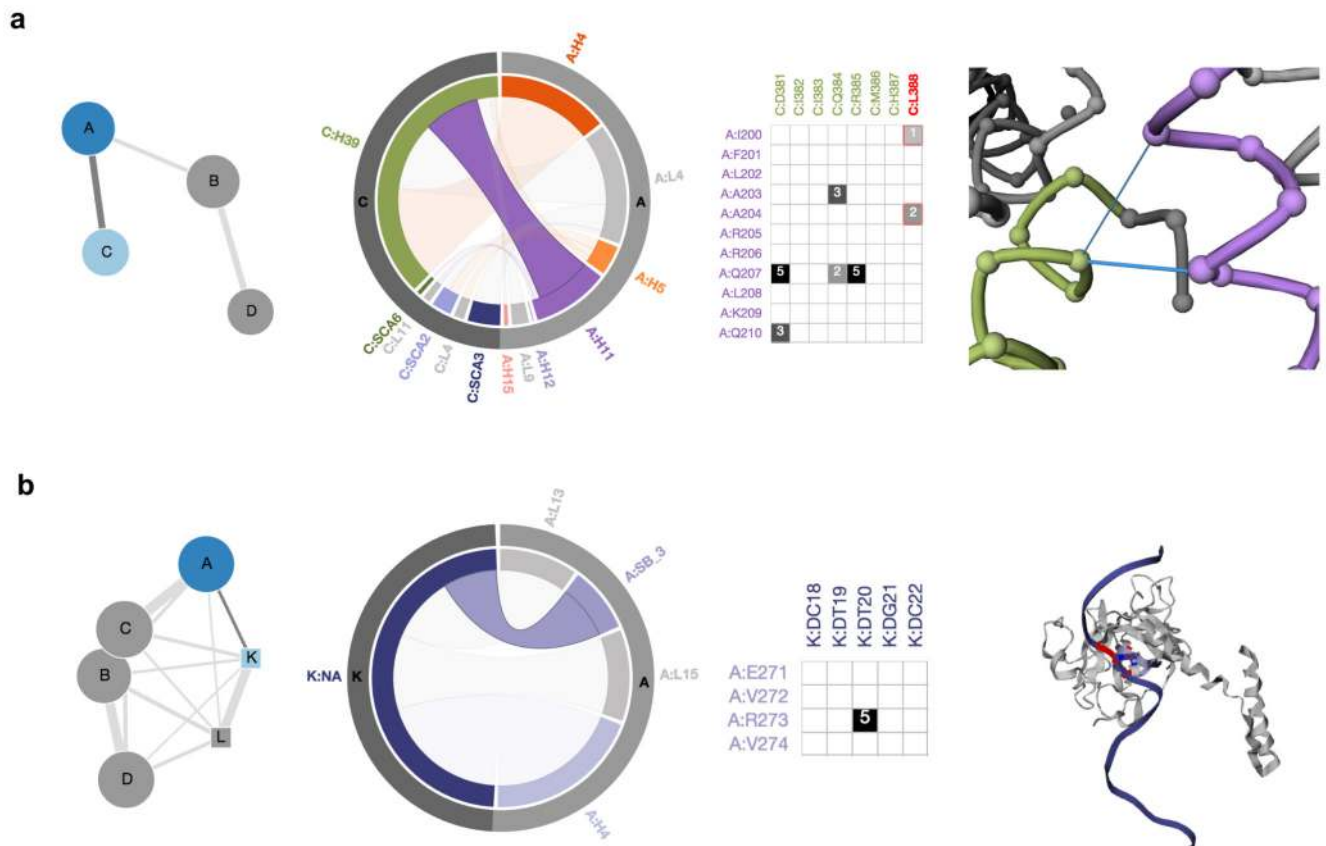 a
A
B
C
D
A:H4
C:H39
A:L4
C
A
A:H5
A:H11
C:SCA6
C:L11
C:SCA2
C:L4
C:SCA3
A:H15
A:L9
A:H12
C:D381
C:I382
C:I383
C:Q384
C:R385
C:M386
C:H387
C:L388
A:I200 1
A:F201
A:L202
A:A203 3
A:A204 2
A:R205
A:R206
A:Q207 5 2 5
A:L208
A:K209
A:Q210 3
b
A
C
K
B
L
D
A:L13
A:SB_3
K:NA
K
A
A:L15
A:H4
K:DC18
K:DT19
K:DT20
K:DG21
K:DC22
A:E271
A:V272
A:R273 5
A:V274